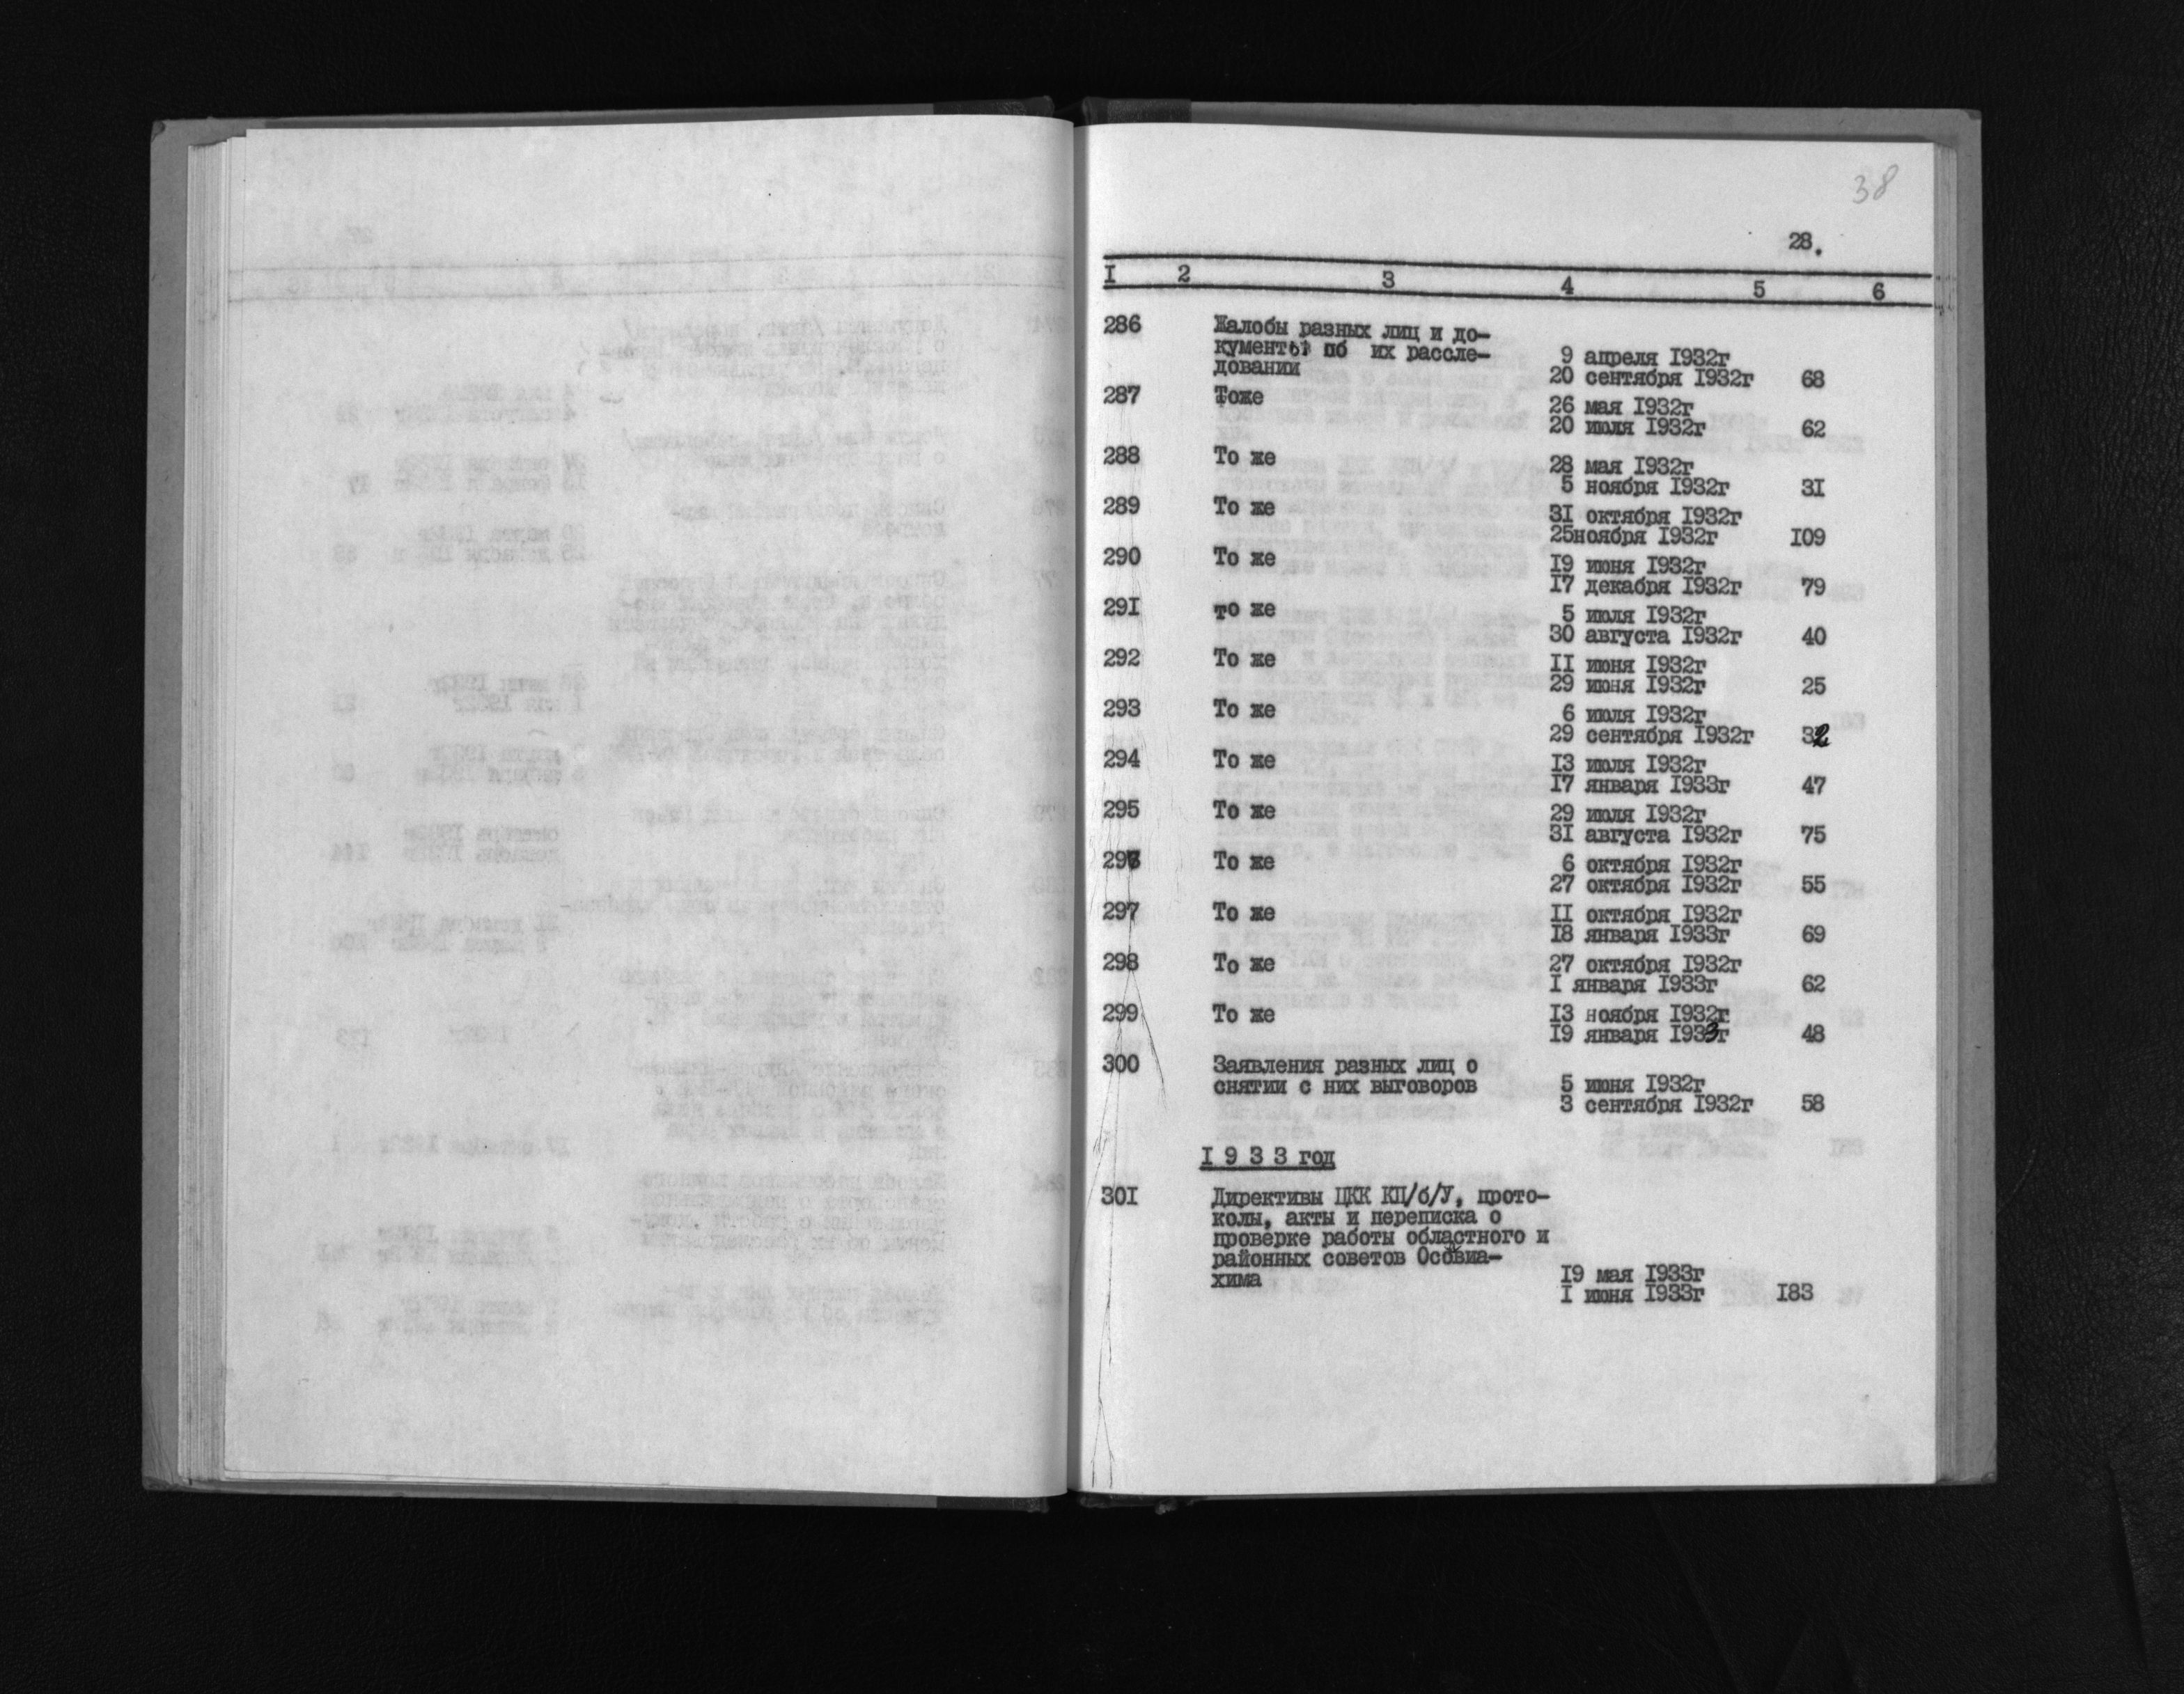 38
28.
I 2 3 4 5 6
286 Жалобы разных лиц и до-
кументы об их рассле- 9 апреля I932г
довании 20 сентября I932г 68
287 Тоже 26 мая I932г
20 июля I932г 62
288 То же 28 мая I932г
5 ноября I932г 3I
289 То же 3I октября I932г
25ноября I932г I09
290 То же I9 июня I932г
I7 декабря I932г 79
29I то же 5 июля I932г
30 августа I932г 40
292 То же II июня I932г
29 июня I932г 25
293 То же 6 июля I932г
29 сентября I932г 32
294 То же I3 июля I932г
I7 января I933г 47
295 То же 29 июля I932г
3I августа I932г 75
296 То же 6 октября I932г
27 октября I932г 55
297 То же II октября I932г
I8 января I933г 69
298 То же 27 октября I932г
I января I933г 62
299 То же I3 ноября I932г
I9 января I933г 48
300 Заявления разных лиц о
снятии с них выговоров 5 июня I932г
3 сентября I932г 58
I 9 3 3 год
30I Директивы ЦКК КП/б/У, прото-
колы, акты и переписка о
проверке работы областного и
районных советов Осовиа-
хима I9 мая I933г
I июня I933г I83